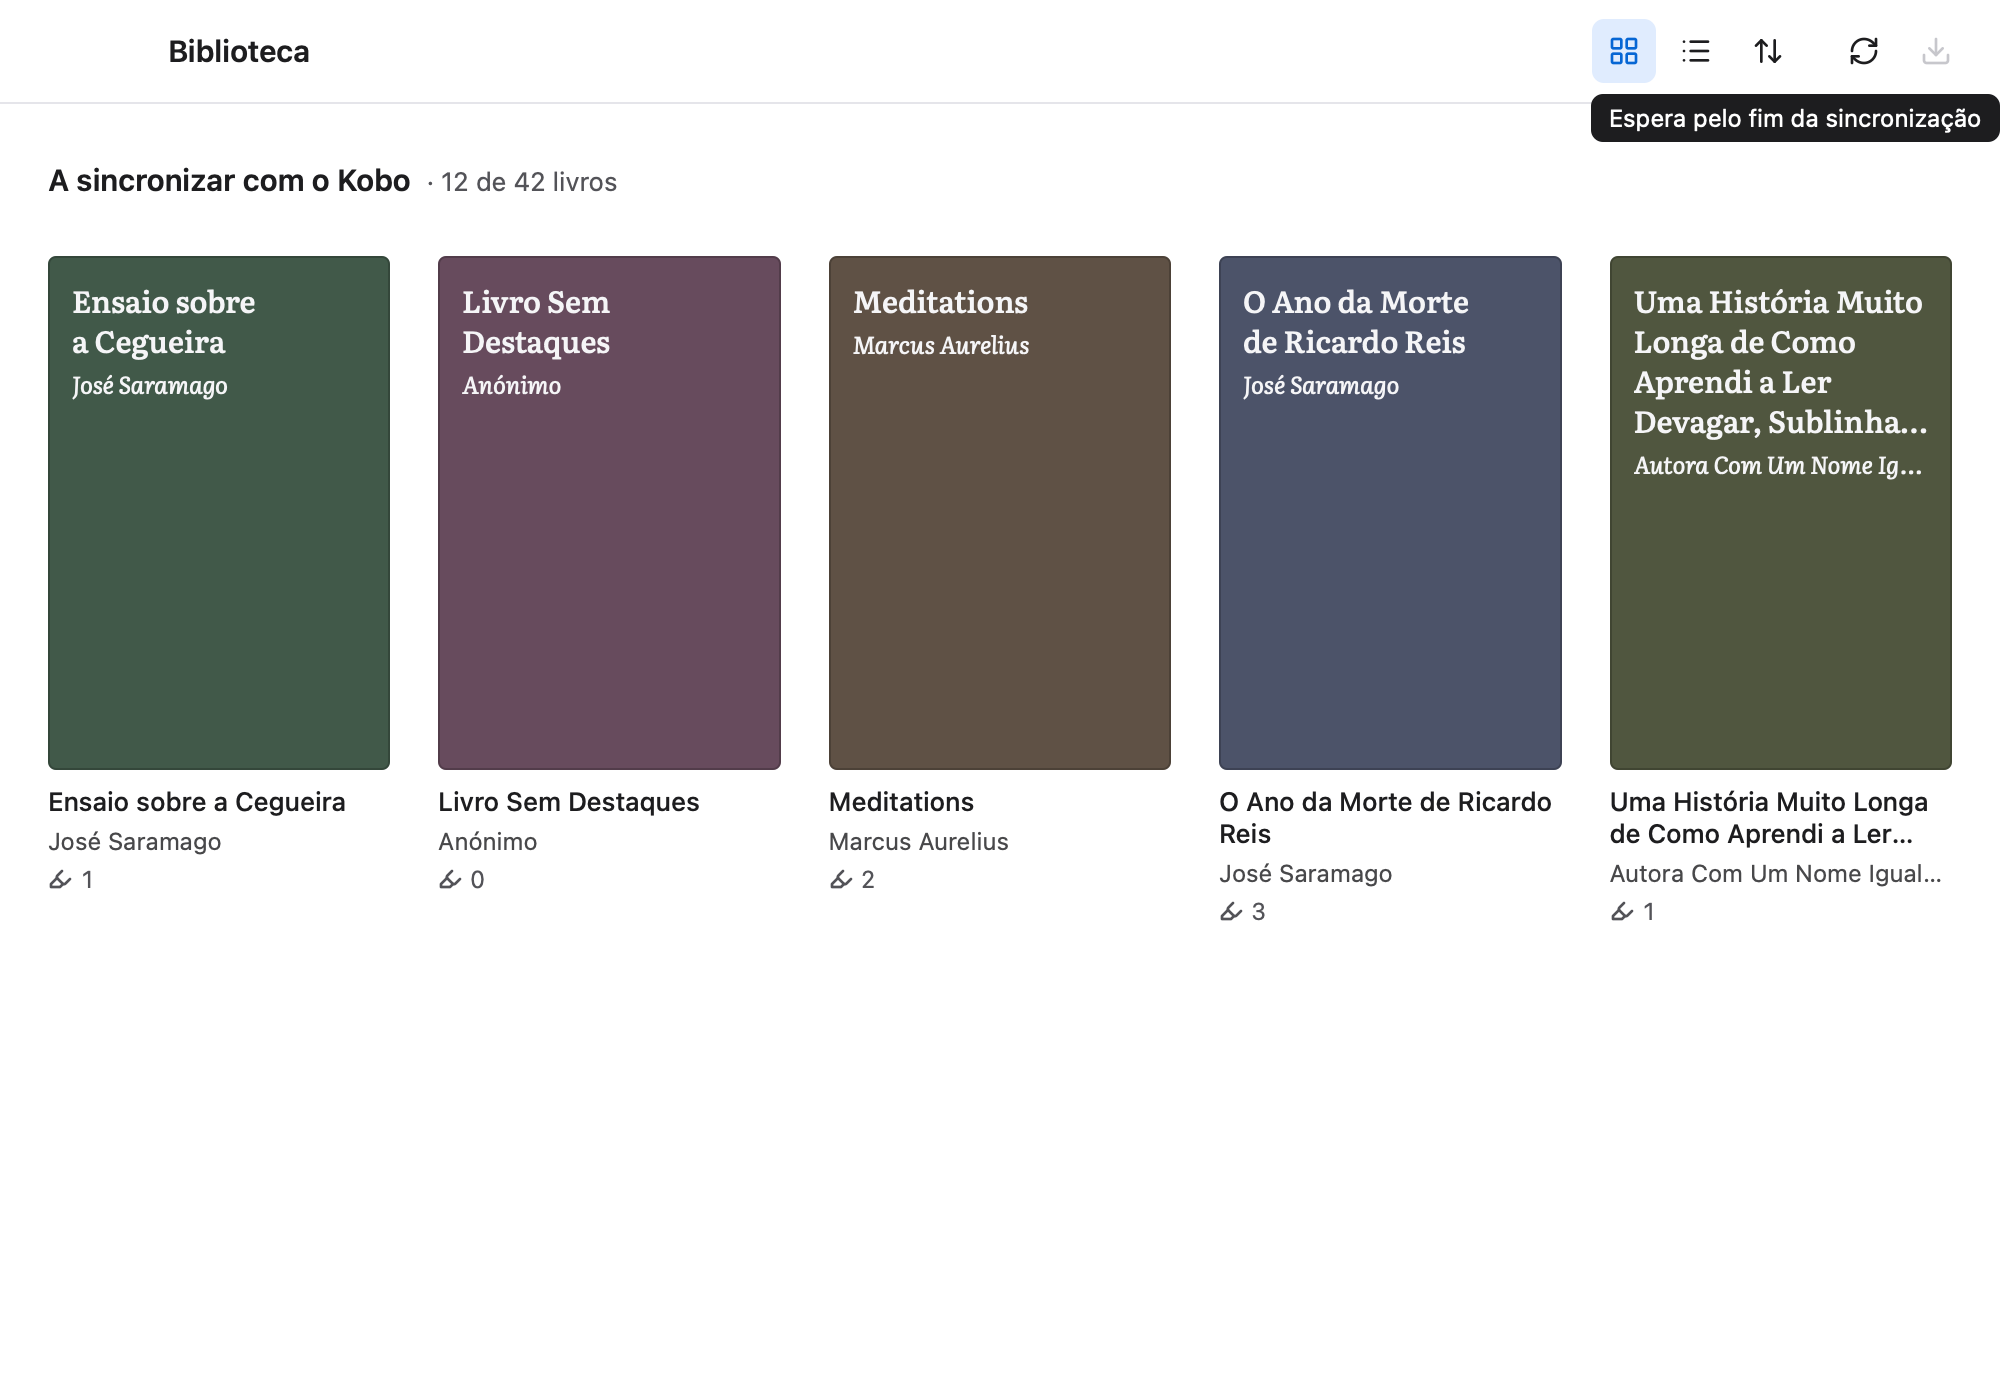 Biblioteca
Espera pelo fim da sincronização
A sincronizar com o Kobo · 12 de 42 livros
Ensaio sobre
a Cegueira
José Saramago
Livro Sem
Destaques
Anónimo
Meditations
Marcus Aurelius
O Ano da Morte
de Ricardo Reis
José Saramago
Uma História Muito
Longa de Como
Aprendi a Ler
Devagar, Sublinha...
Autora Com Um Nome Ig...
Ensaio sobre a Cegueira
José Saramago
1
Livro Sem Destaques
Anónimo
0
Meditations
Marcus Aurelius
2
O Ano da Morte de Ricardo
Reis
José Saramago
3
Uma História Muito Longa
de Como Aprendi a Ler...
Autora Com Um Nome Igual...
1